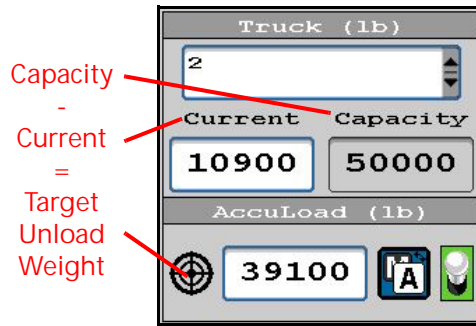 Capacity
-
Current
=
Target
Unload
Weight
Truck (lb)
2
Current Capacity
10900 50000
AccuLoad (lb)
39100 A